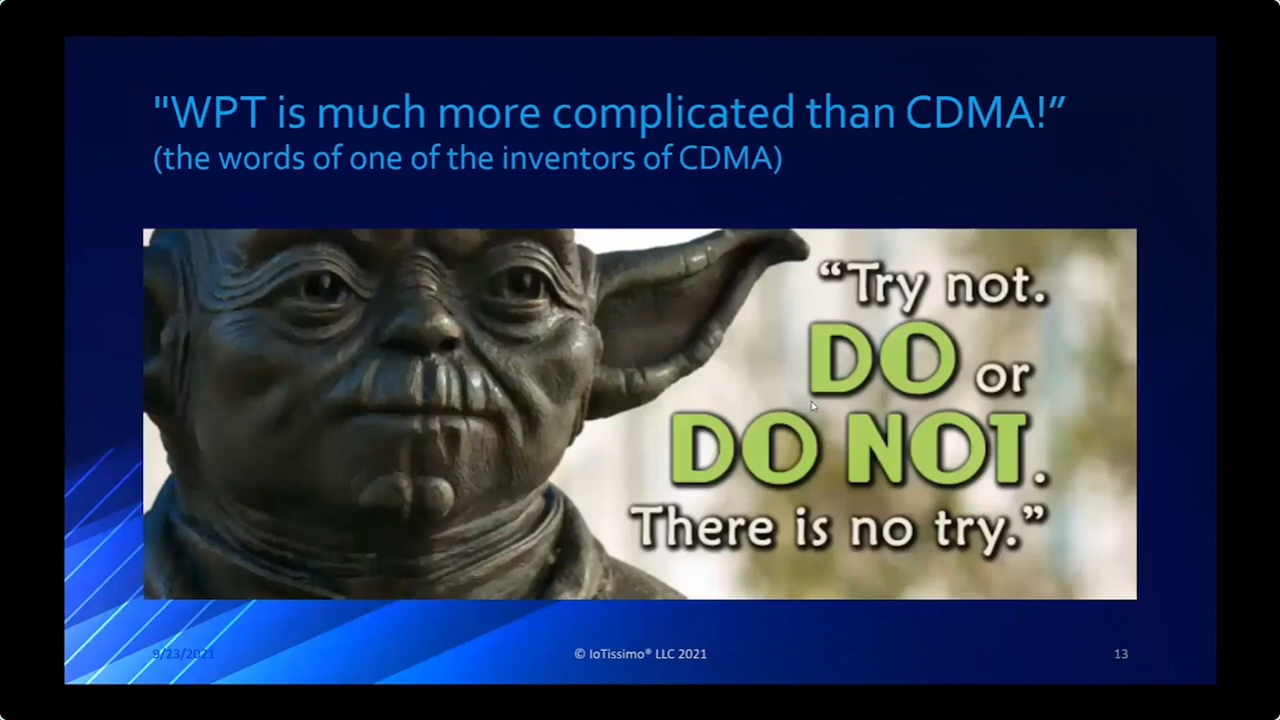 "WPT is much more complicated than CDMA!”
(the words of one of the inventors of CDMA)
“Try not.
DO or
DO NOT.
There is no try.”
9/23/2021
© IoTissimo® LLC 2021
13